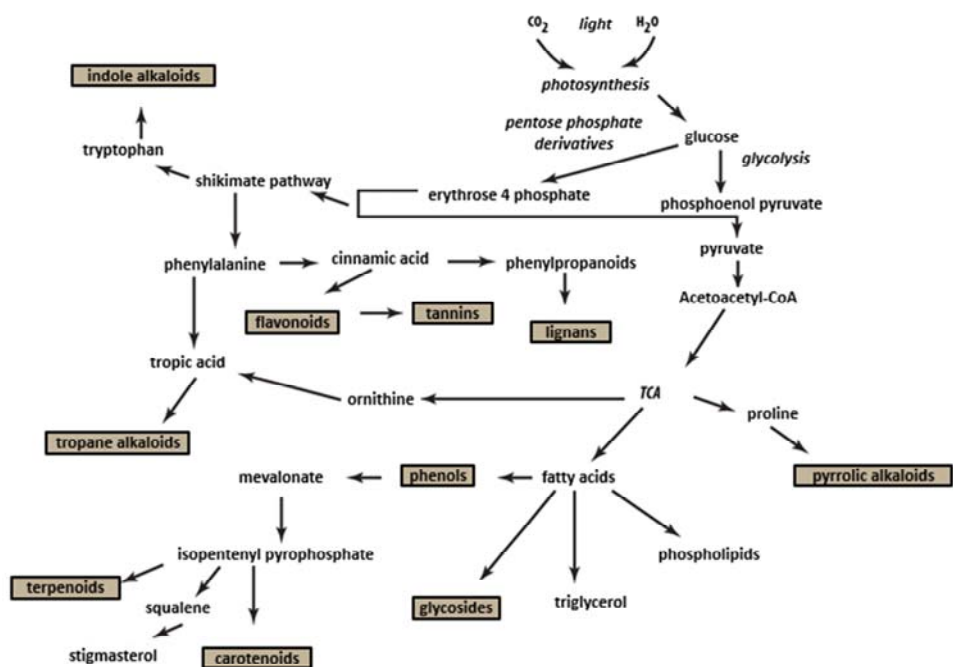 CO2 light H2O
photosynthesis
indole alkaloids
pentose phosphate
derivatives
glucose
glycolysis
tryptophan
shikimate pathway
erythrose 4 phosphate
phosphoenol pyruvate
pyruvate
phenylalanine
cinnamic acid
phenylpropanoids
Acetoacetyl-CoA
flavonoids
tannins
lignans
tropic acid
ornithine
TCA
proline
tropane alkaloids
mevalonate
phenols
fatty acids
pyrrolic alkaloids
isopentenyl pyrophosphate
phospholipids
terpenoids
squalene
glycosides
triglycerol
stigmasterol
carotenoids